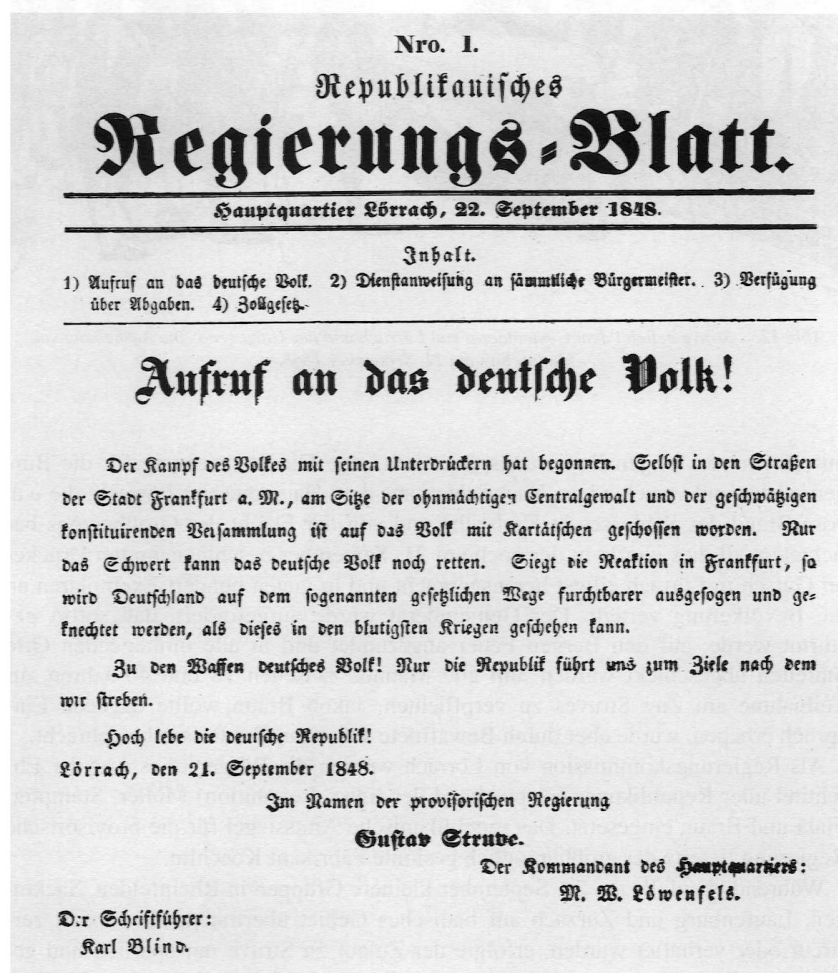 Nro. 1.
Republikanisches
Regierungs-Blatt.
Hauptquartier Lörrach, 22. September 1848.
Inhalt.
1) Aufruf an das deutsche Volk. 2) Dienstanweisung an sämmtliche Bürgermeister. 3) Verfügung
über Abgaben. 4) Zollgesetz.
Aufruf an das deutsche Volk!
Der Kampf des Volkes mit seinen Unterdrückern hat begonnen. Selbst in den Straßen
der Stadt Frankfurt a. M., am Sitze der ohnmächtigen Centralgewalt und der geschwätzigen
konstituirenden Versammlung ist auf das Volk mit Kartätschen geschossen worden. Nur
das Schwert kann das deutsche Volk noch retten. Siegt die Reaktion in Frankfurt, so
wird Deutschland auf dem sogenannten gesetzlichen Wege furchtbarer ausgesogen und ge-
knechtet werden, als dieses in den blutigsten Kriegen geschehen kann.
Zu den Waffen deutsches Volk! Nur die Republik führt uns zum Ziele nach dem
wir streben.
Hoch lebe die deutsche Republik!
Lörrach, den 21. September 1848.
Im Namen der provisorischen Regierung
Gustav Struve.
Der Kommandant des Hauptquartiers:
M. W. Löwenfels.
Der Schriftführer:
Karl Blind.